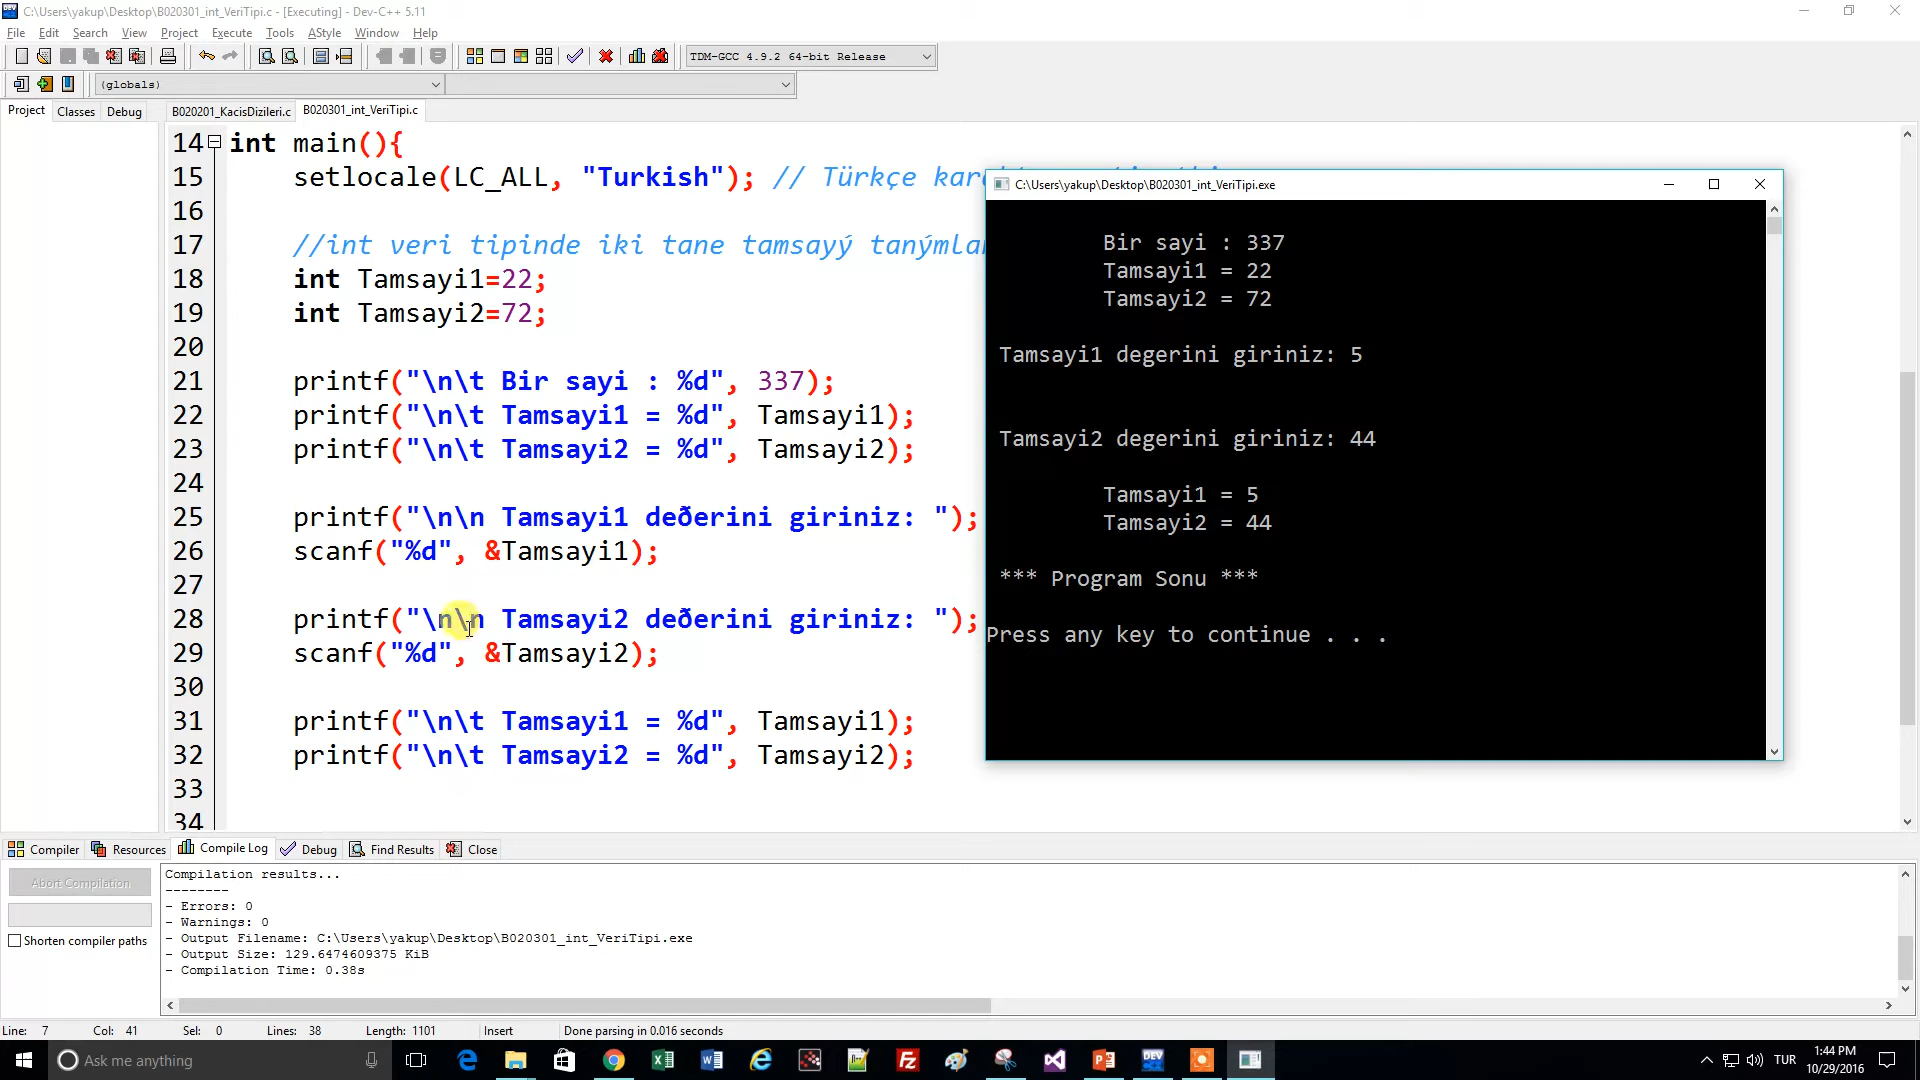 C:\Users\yakup\Desktop\B020301_int_VeriTipi.c - [Executing] - Dev-C++ 5.11
File Edit Search View Project Execute Tools AStyle Window Help
TDM-GCC 4.9.2 64-bit Release
(globals)
Project Classes Debug B020201_KacisDizileri.c B020301_int_VeriTipi.c
14 int main(){
15 setlocale(LC_ALL, "Turkish"); // Türkçe
16
17 //int veri tipinde iki tane tamsayý
18 int Tamsayi1=22;
19 int Tamsayi2=72;
20
21 printf("\n\t Bir sayi : %d", 337);
22 printf("\n\t Tamsayi1 = %d", Tamsayi1);
23 printf("\n\t Tamsayi2 = %d", Tamsayi2);
24
25 printf("\n\n Tamsayi1 deðerini giriniz: ");
26 scanf("%d", &Tamsayi1);
27
28 printf("\n\n Tamsayi2 deðerini giriniz: ");
29 scanf("%d", &Tamsayi2);
30
31 printf("\n\t Tamsayi1 = %d", Tamsayi1);
32 printf("\n\t Tamsayi2 = %d", Tamsayi2);
33
34
C:\Users\yakup\Desktop\B020301_int_VeriTipi.exe
Bir sayi : 337
Tamsayi1 = 22
Tamsayi2 = 72
Tamsayi1 degerini giriniz: 5
Tamsayi2 degerini giriniz: 44
Tamsayi1 = 5
Tamsayi2 = 44
*** Program Sonu ***
Press any key to continue . . .
Compiler Resources Compile Log Debug Find Results Close
Abort Compilation
Shorten compiler paths
Compilation results...
--------
- Errors: 0
- Warnings: 0
- Output Filename: C:\Users\yakup\Desktop\B020301_int_VeriTipi.exe
- Output Size: 129.6474609375 KiB
- Compilation Time: 0.38s
Line: 7 Col: 41 Sel: 0 Lines: 38 Length: 1101 Insert Done parsing in 0.016 seconds
Ask me anything
TUR
1:44 PM
10/29/2016